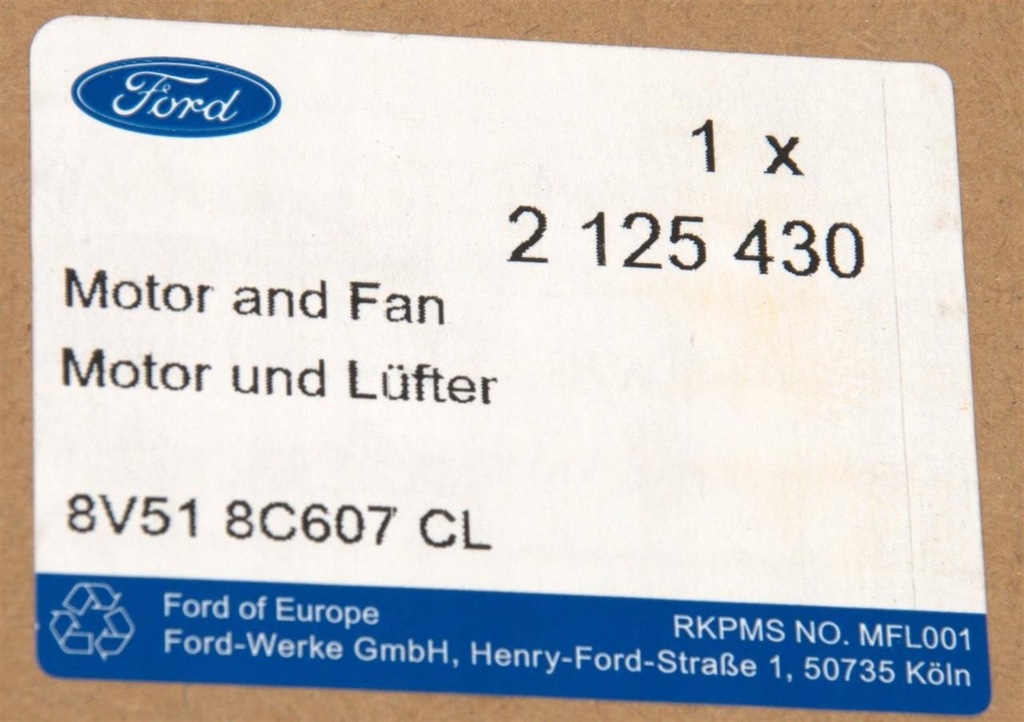 Ford
1 x
2 125 430
Motor and Fan
Motor und Lüfter
8V51 8C607 CL
Ford of Europe
RKPMS NO. MFL001
Ford-Werke GmbH, Henry-Ford-Straße 1, 50735 Köln